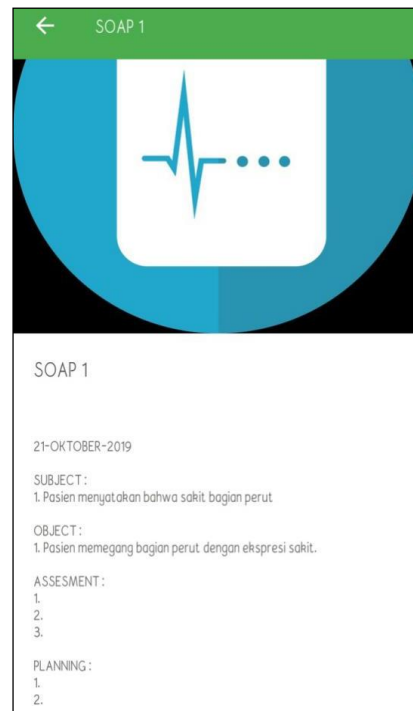 SOAP 1
SOAP 1
21-OKTOBER-2019
SUBJECT :
1. Pasien menyatakan bahwa sakit bagian perut
OBJECT :
1. Pasien memegang bagian perut dengan ekspresi sakit.
ASSESMENT :
1.
2.
3.
PLANNING :
1.
2.